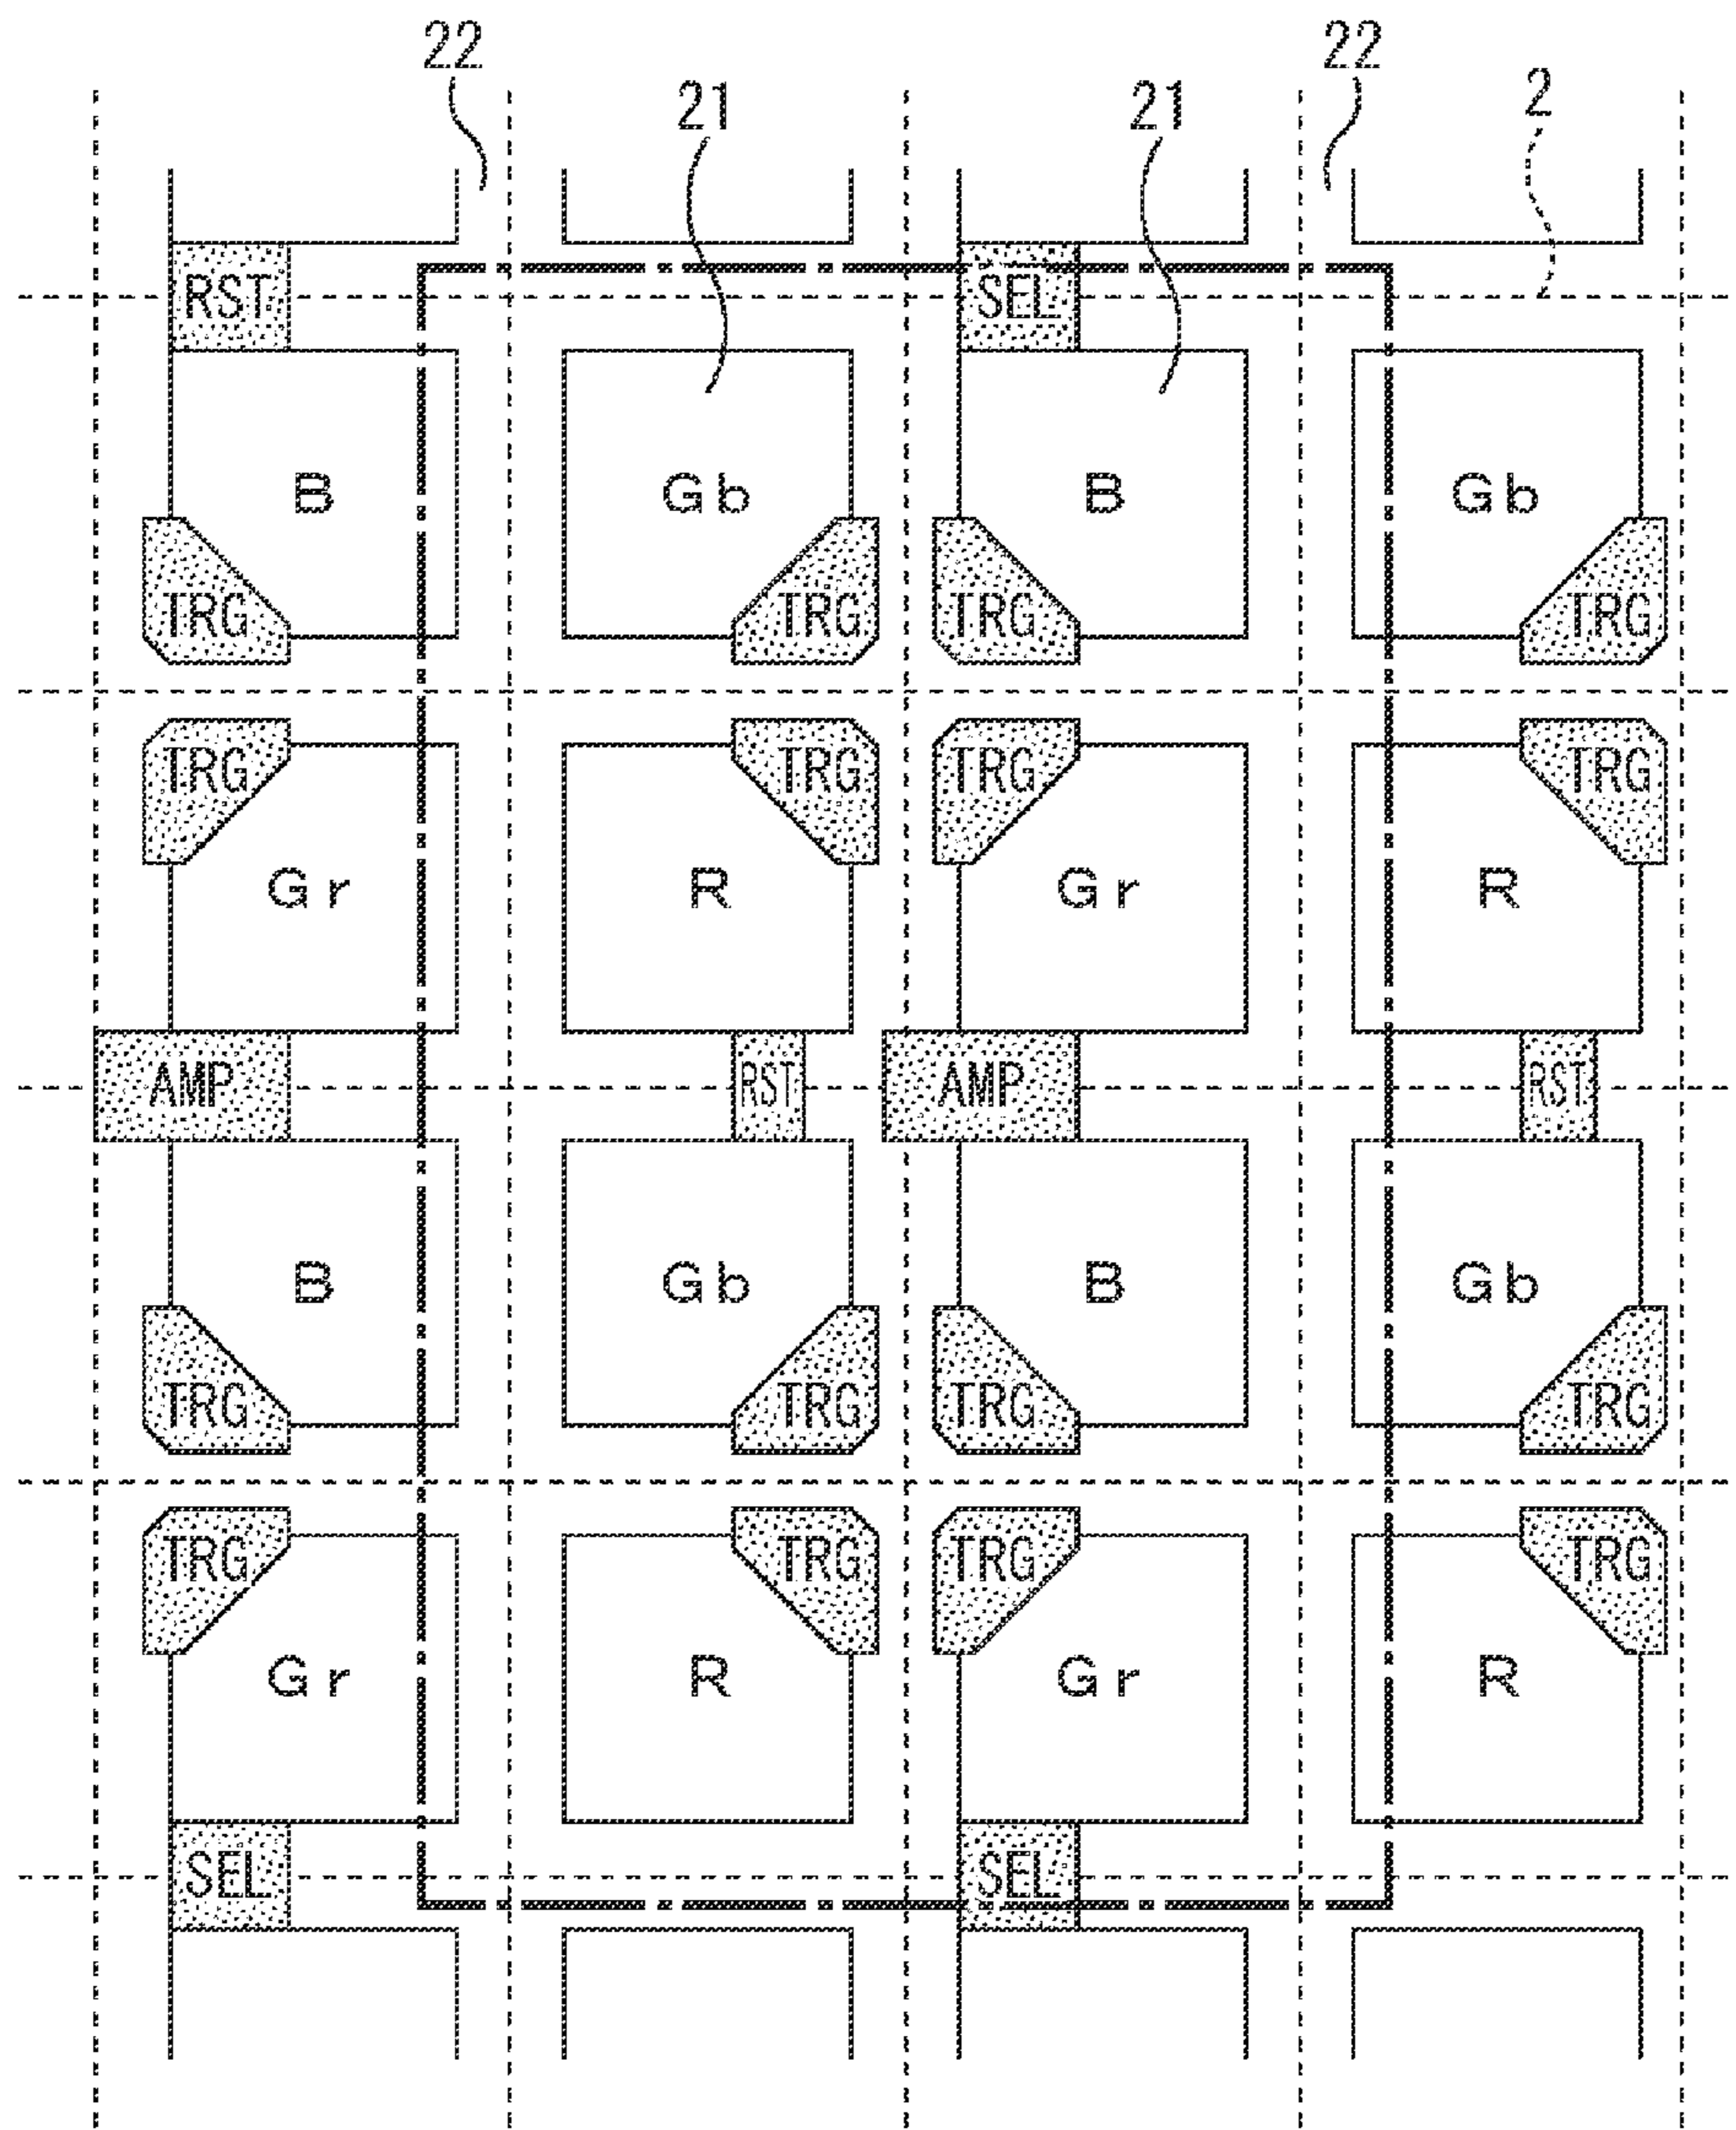 22 22
21 21 2
RST SEL
B Gb B Gb
TRG TRG TRG TRG
TRG TRG TRG TRG
Gr R Gr R
AMP RST AMP RST
B Gb B Gb
TRG TRG TRG TRG
TRG TRG TRG TRG
Gr R Gr R
SEL SEL